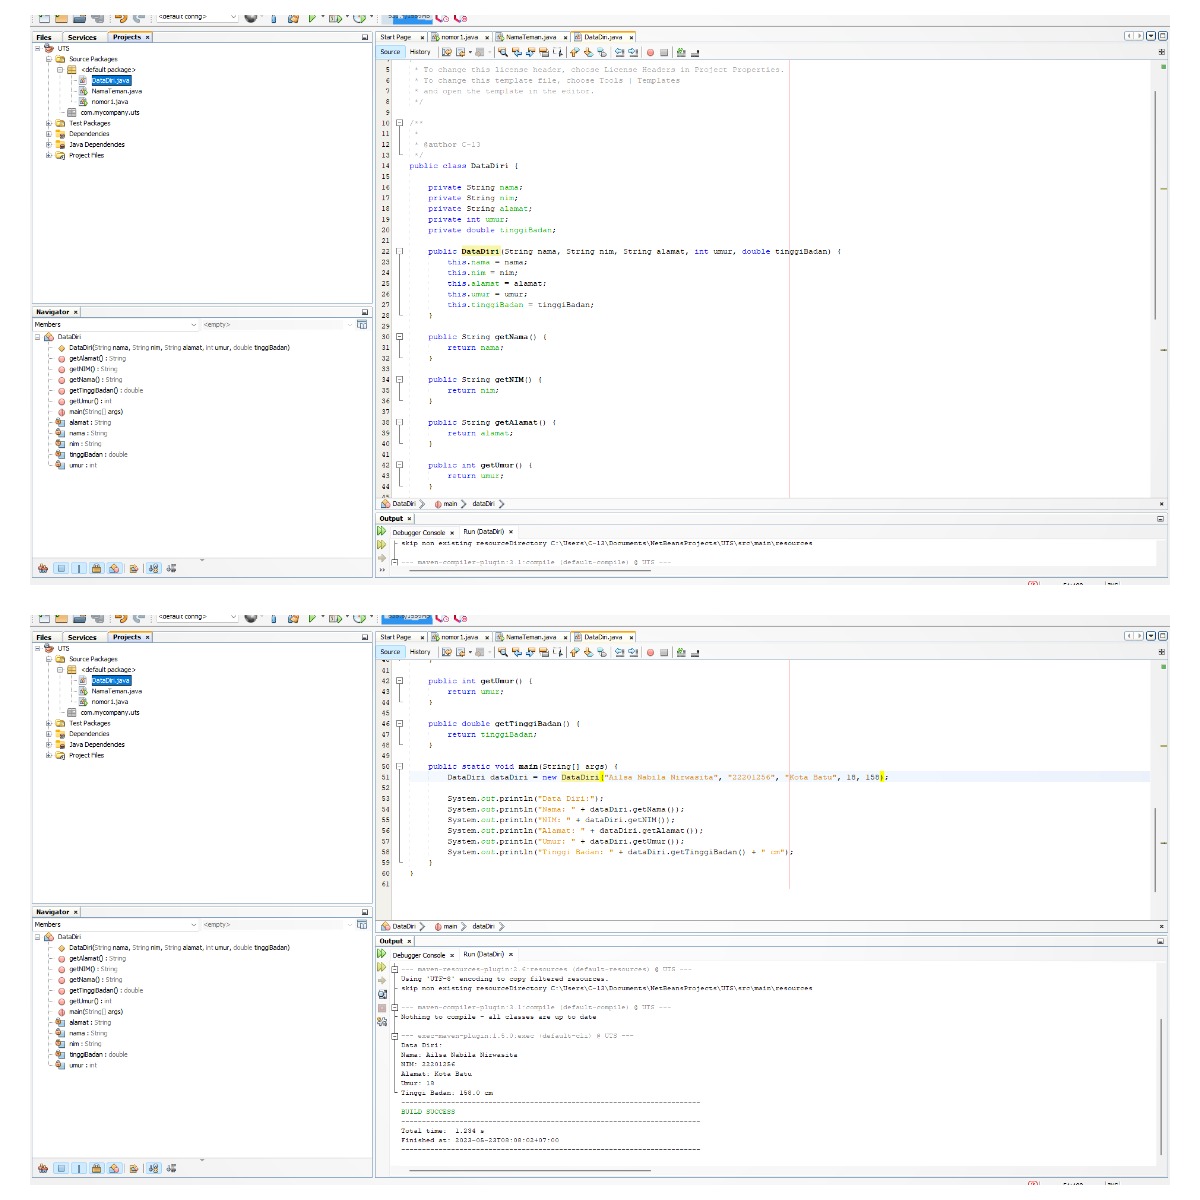 <default config>
Files Services Projects x
UTS
Source Packages
<default package>
DataDiri.java
NamaTeman.java
nomor1.java
com.mycompany.uts
Test Packages
Dependencies
Java Dependencies
Project Files
Navigator x
Members <empty>
DataDiri
DataDiri(String nama, String nim, String alamat, int umur, double tinggiBadan)
getAlamat() : String
getNIM() : String
getNama() : String
getTinggiBadan() : double
getUmur() : int
main(String[] args)
alamat : String
nama : String
nim : String
tinggiBadan : double
umur : int
Start Page x nomor1.java x NamaTeman.java x DataDiri.java x
Source History
5 * To change this license header, choose License Headers in Project Properties.
6 * To change this template file, choose Tools | Templates
7 * and open the template in the editor.
8 */
9
10 /**
11 *
12 * @author C-13
13 */
14 public class DataDiri {
15
16 private String nama;
17 private String nim;
18 private String alamat;
19 private int umur;
20 private double tinggiBadan;
21
22 public DataDiri(String nama, String nim, String alamat, int umur, double tinggiBadan) {
23 this.nama = nama;
24 this.nim = nim;
25 this.alamat = alamat;
26 this.umur = umur;
27 this.tinggiBadan = tinggiBadan;
28 }
29
30 public String getNama() {
31 return nama;
32 }
33
34 public String getNIM() {
35 return nim;
36 }
37
38 public String getAlamat() {
39 return alamat;
40 }
41
42 public int getUmur() {
43 return umur;
44 }
DataDiri main dataDiri
Output x
Debugger Console x Run (DataDiri) x
skip non existing resourceDirectory C:\Users\C-13\Documents\NetBeansProjects\UTS\src\main\resources
--- maven-compiler-plugin:3.1:compile (default-compile) @ UTS ---
<default config>
Files Services Projects x
UTS
Source Packages
<default package>
DataDiri.java
NamaTeman.java
nomor1.java
com.mycompany.uts
Test Packages
Dependencies
Java Dependencies
Project Files
Navigator x
Members <empty>
DataDiri
DataDiri(String nama, String nim, String alamat, int umur, double tinggiBadan)
getAlamat() : String
getNIM() : String
getNama() : String
getTinggiBadan() : double
getUmur() : int
main(String[] args)
alamat : String
nama : String
nim : String
tinggiBadan : double
umur : int
Start Page x nomor1.java x NamaTeman.java x DataDiri.java x
Source History
41
42 public int getUmur() {
43 return umur;
44 }
45
46 public double getTinggiBadan() {
47 return tinggiBadan;
48 }
49
50 public static void main(String[] args) {
51 DataDiri dataDiri = new DataDiri("Ailsa Nabila Nirwasita", "22201256", "Kota Batu", 18, 158);
52
53 System.out.println("Data Diri:");
54 System.out.println("Nama: " + dataDiri.getNama());
55 System.out.println("NIM: " + dataDiri.getNIM());
56 System.out.println("Alamat: " + dataDiri.getAlamat());
57 System.out.println("Umur: " + dataDiri.getUmur());
58 System.out.println("Tinggi Badan: " + dataDiri.getTinggiBadan() + " cm");
59 }
60 }
61
DataDiri main dataDiri
Output x
Debugger Console x Run (DataDiri) x
--- maven-resources-plugin:2.6:resources (default-resources) @ UTS ---
Using 'UTF-8' encoding to copy filtered resources.
skip non existing resourceDirectory C:\Users\C-13\Documents\NetBeansProjects\UTS\src\main\resources
--- maven-compiler-plugin:3.1:compile (default-compile) @ UTS ---
Nothing to compile - all classes are up to date
--- exec-maven-plugin:1.5.0:exec (default-cli) @ UTS ---
Data Diri:
Nama: Ailsa Nabila Nirwasita
NIM: 22201256
Alamat: Kota Batu
Umur: 18
Tinggi Badan: 158.0 cm
BUILD SUCCESS
Total time: 1.234 s
Finished at: 2023-05-23T08:08:02+07:00